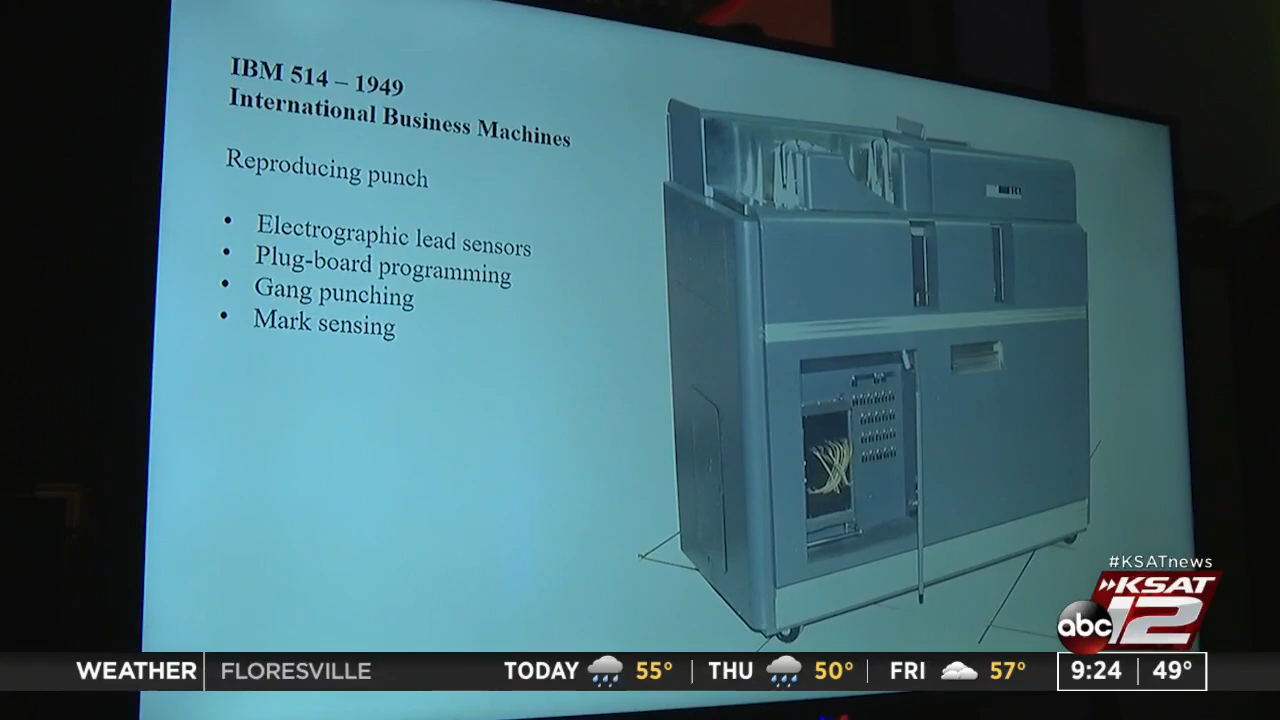 IBM 514 – 1949
International Business Machines
Reproducing punch
• Electrographic lead sensors
• Plug-board programming
• Gang punching
• Mark sensing
#KSATnews
KSAT
abc 12
WEATHER FLORESVILLE TODAY 55° THU 50° FRI 57° 9:24 49°